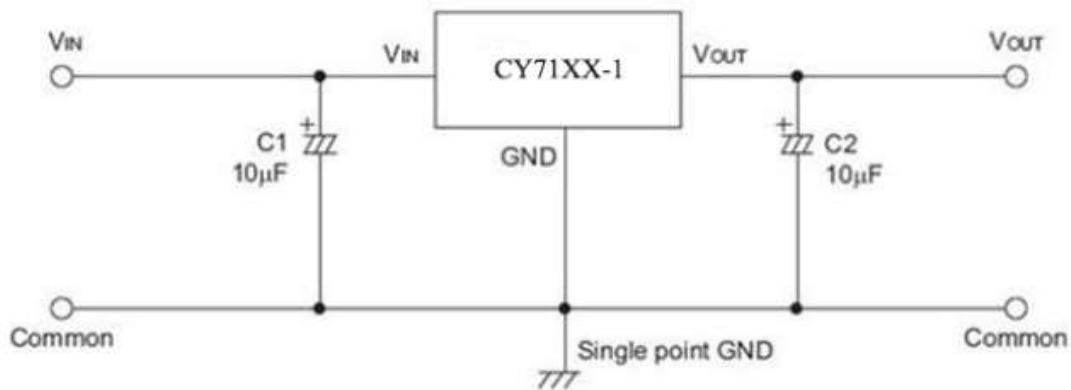 VIN
VIN
CY71XX-1
VOUT
VOUT
C1
10μF
GND
C2
10μF
Common
Single point GND
Common